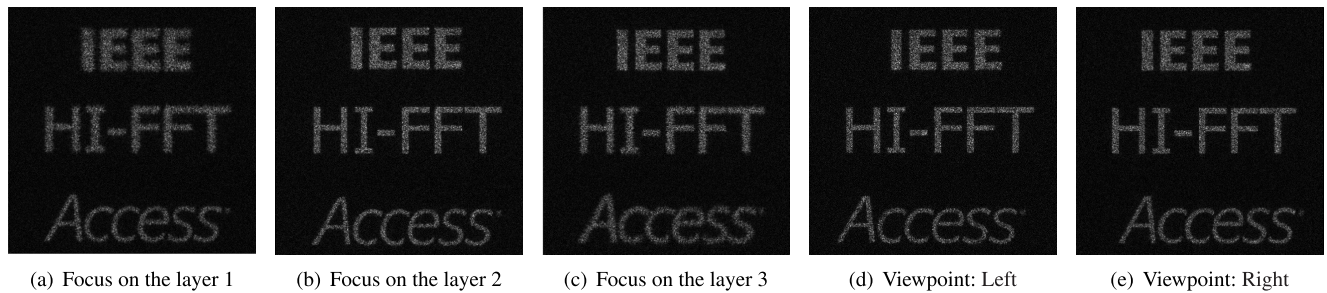 IEEE
HI-FFT
Access
IEEE
HI-FFT
Access
IEEE
HI-FFT
Access
IEEE
HI-FFT
Access
IEEE
HI-FFT
Access
(a) Focus on the layer 1
(b) Focus on the layer 2
(c) Focus on the layer 3
(d) Viewpoint: Left
(e) Viewpoint: Right